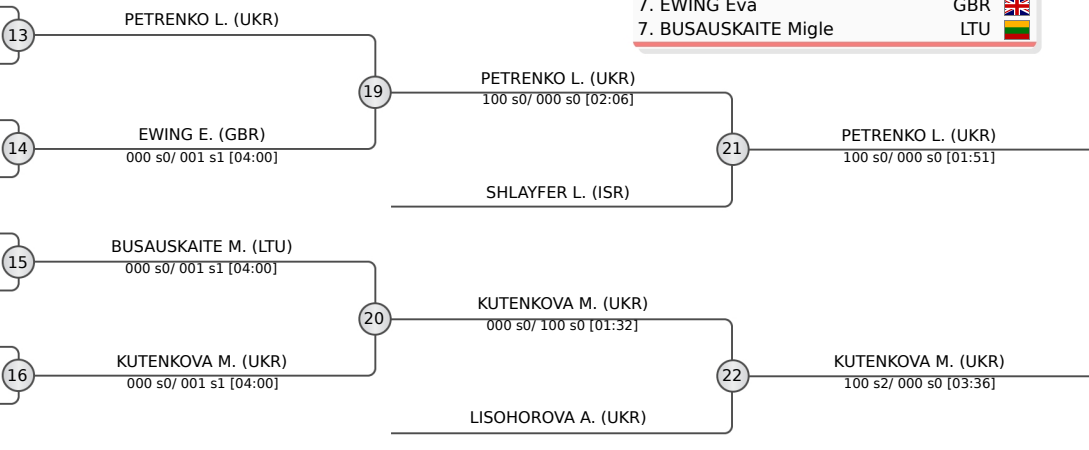 7. EWING Eva GBR
7. BUSAUSKAITE Migle LTU
PETRENKO L. (UKR)
13
PETRENKO L. (UKR)
19
100 s0/ 000 s0 [02:06]
EWING E. (GBR)
14
000 s0/ 001 s1 [04:00]
PETRENKO L. (UKR)
21
100 s0/ 000 s0 [01:51]
SHLAYFER L. (ISR)
BUSAUSKAITE M. (LTU)
15
000 s0/ 001 s1 [04:00]
KUTENKOVA M. (UKR)
20
000 s0/ 100 s0 [01:32]
KUTENKOVA M. (UKR)
16
000 s0/ 001 s1 [04:00]
KUTENKOVA M. (UKR)
22
100 s2/ 000 s0 [03:36]
LISOHOROVA A. (UKR)